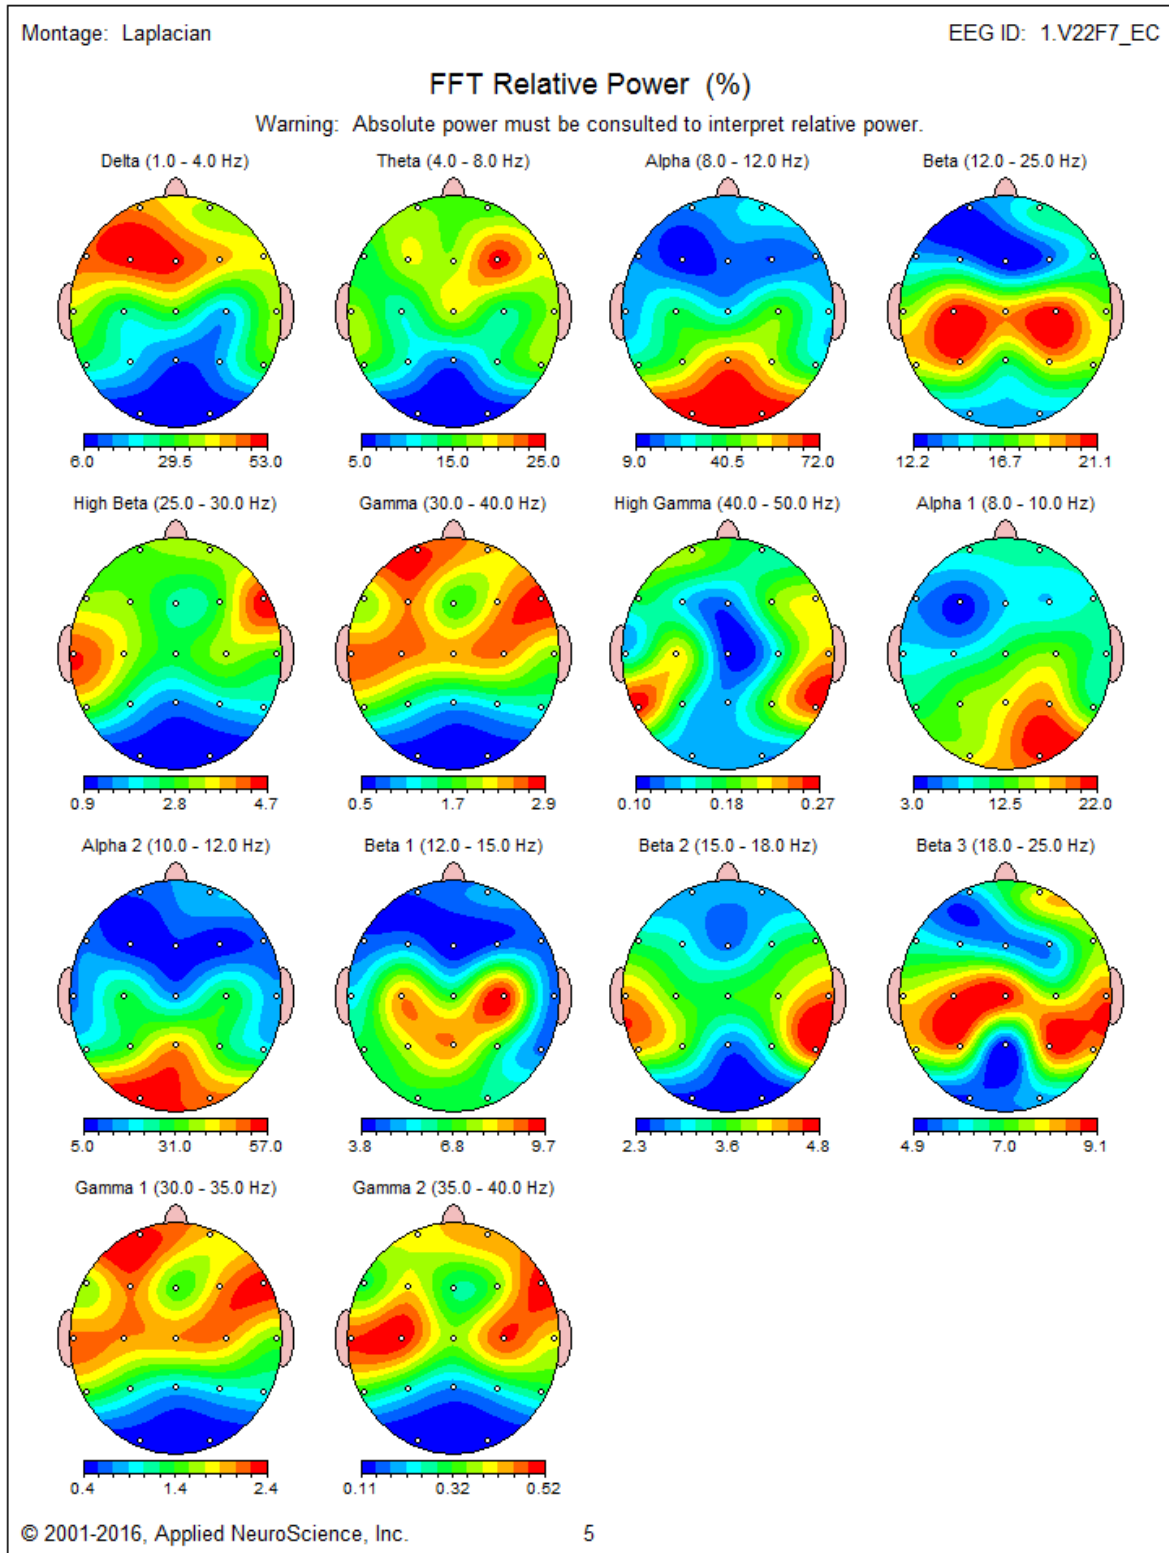 Montage: Laplacian EEG ID: 1.V22F7_EC
FFT Relative Power (%)
Warning: Absolute power must be consulted to interpret relative power.
Delta (1.0 - 4.0 Hz) Theta (4.0 - 8.0 Hz) Alpha (8.0 - 12.0 Hz) Beta (12.0 - 25.0 Hz)
6.0 29.5 53.0 5.0 15.0 25.0 9.0 40.5 72.0 12.2 16.7 21.1
High Beta (25.0 - 30.0 Hz) Gamma (30.0 - 40.0 Hz) High Gamma (40.0 - 50.0 Hz) Alpha 1 (8.0 - 10.0 Hz)
0.9 2.8 4.7 0.5 1.7 2.9 0.10 0.18 0.27 3.0 12.5 22.0
Alpha 2 (10.0 - 12.0 Hz) Beta 1 (12.0 - 15.0 Hz) Beta 2 (15.0 - 18.0 Hz) Beta 3 (18.0 - 25.0 Hz)
5.0 31.0 57.0 3.8 6.8 9.7 2.3 3.6 4.8 4.9 7.0 9.1
Gamma 1 (30.0 - 35.0 Hz) Gamma 2 (35.0 - 40.0 Hz)
0.4 1.4 2.4 0.11 0.32 0.52
© 2001-2016, Applied NeuroScience, Inc. 5